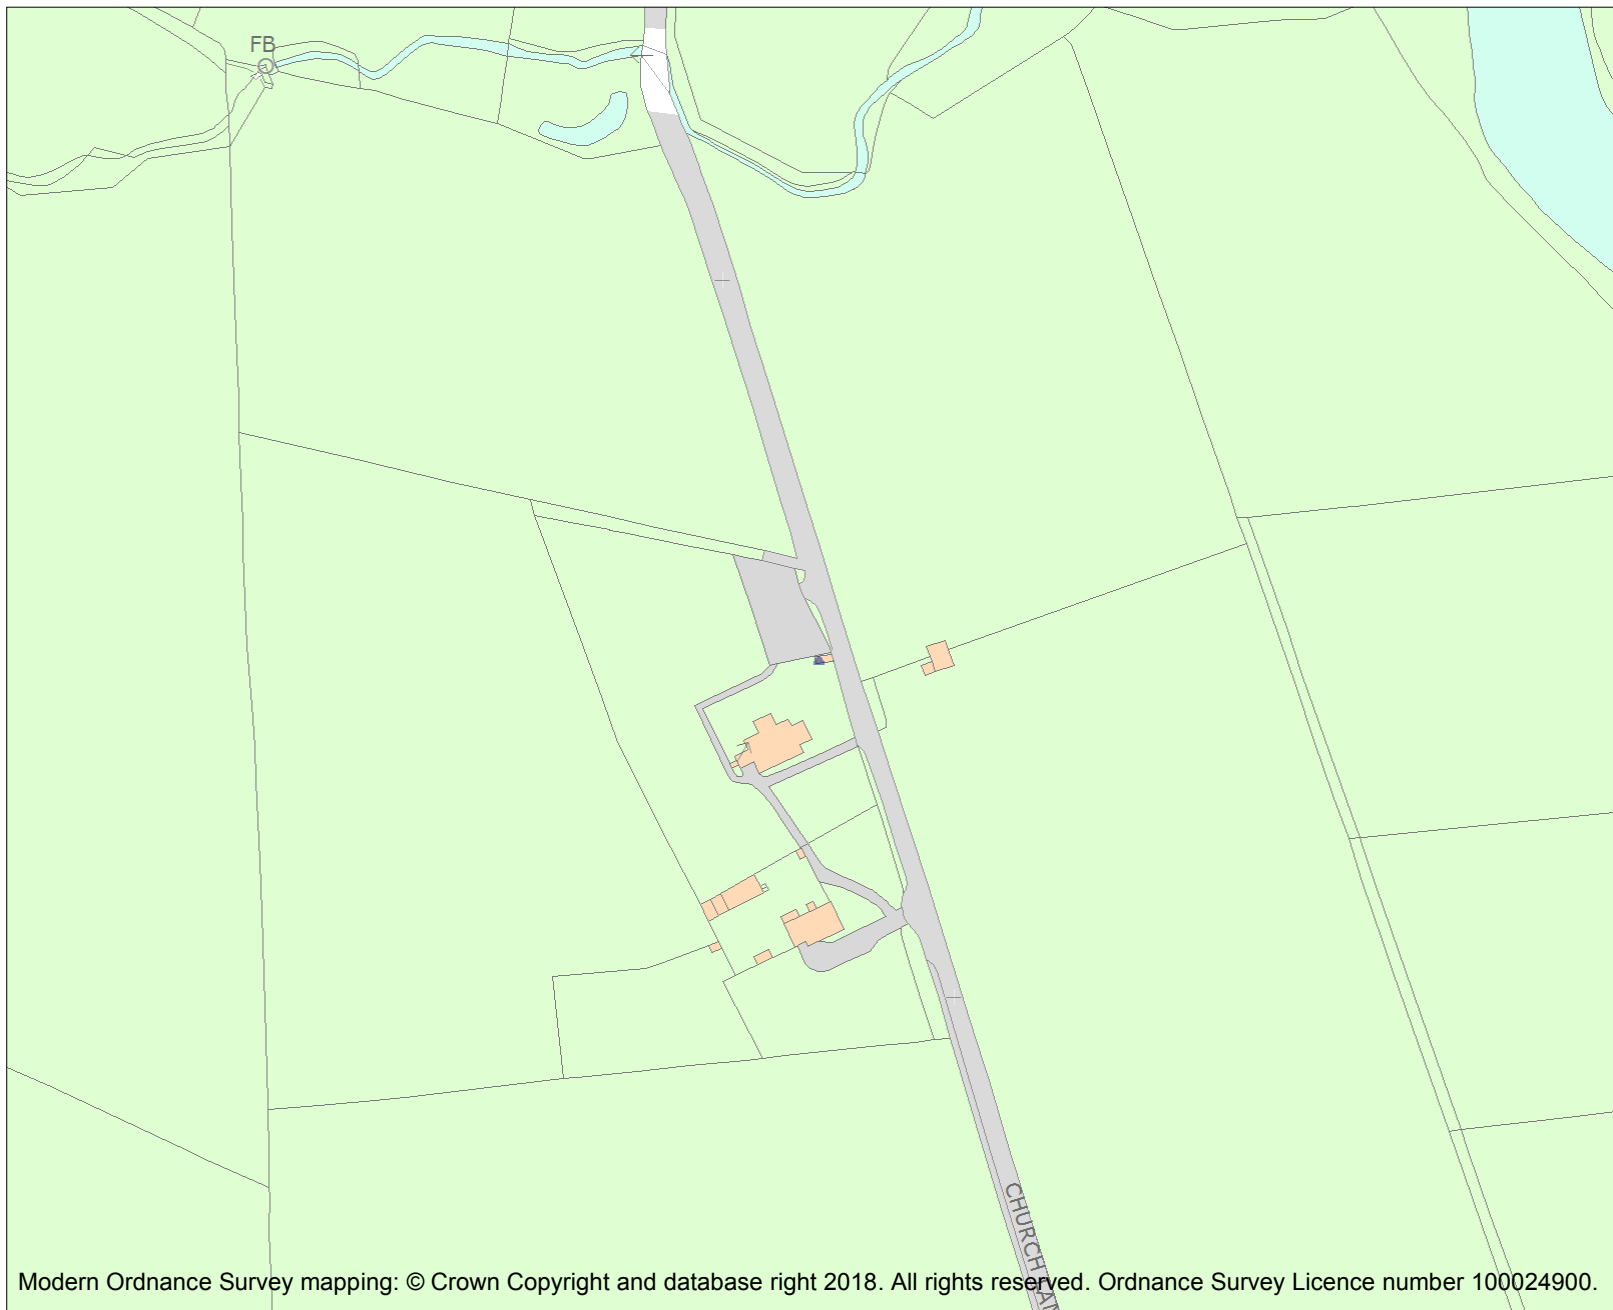 FB
CHURCH LAN
Modern Ordnance Survey mapping: © Crown Copyright and database right 2018. All rights reserved. Ordnance Survey Licence number 100024900.